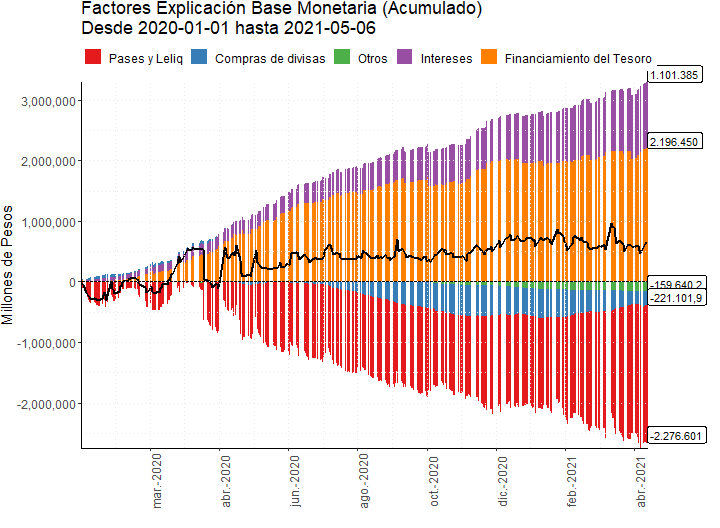 Factores Explicación Base Monetaria (Acumulado)
Desde 2020-01-01 hasta 2021-05-06
Pases y Leliq
Compras de divisas
Otros
Intereses
Financiamiento del Tesoro
Millones de Pesos
3,000,000
2,000,000
1,000,000
0
-1,000,000
-2,000,000
1.101.385
2.196.450
-159.640,2
-221.101,9
-2.276.601
mar.-2020
abr.-2020
jun.-2020
ago.-2020
oct.-2020
dic.-2020
feb.-2021
abr.-2021